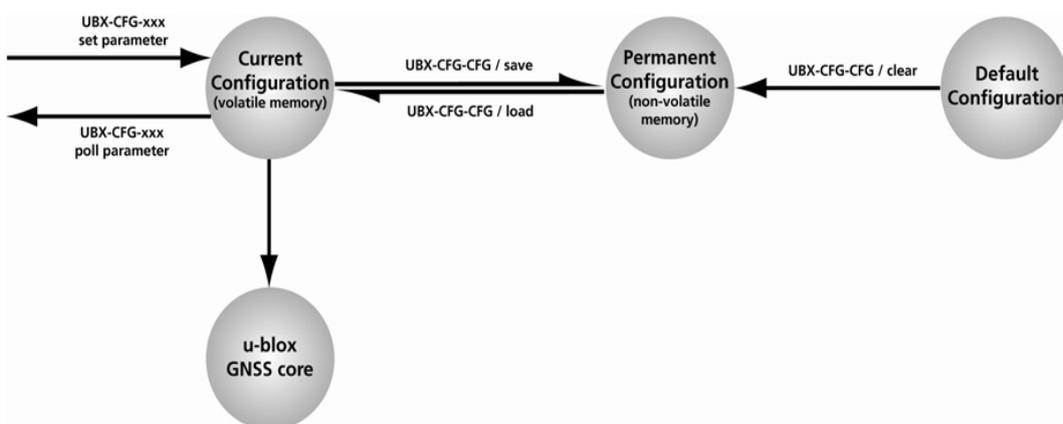 UBX-CFG-xxx
set parameter
UBX-CFG-xxx
poll parameter
Current
Configuration
(volatile memory)
UBX-CFG-CFG / save
UBX-CFG-CFG / load
Permanent
Configuration
(non-volatile
memory)
UBX-CFG-CFG / clear
Default
Configuration
u-blox
GNSS core